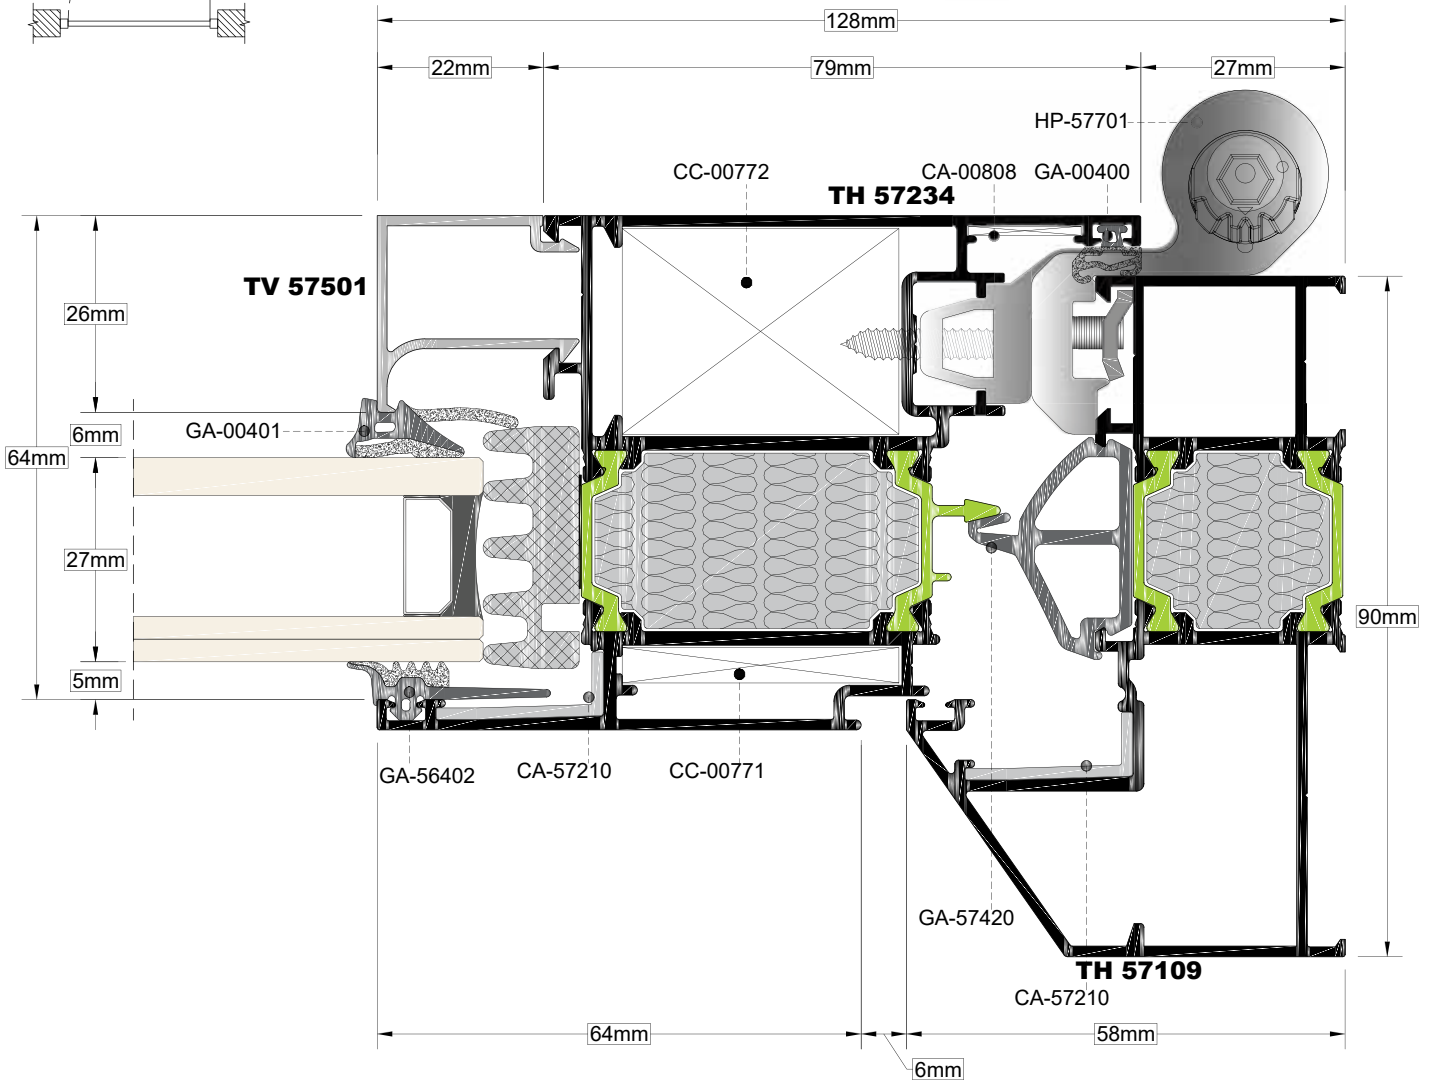 128mm
22mm
79mm
27mm
HP-57701
CC-00772
CA-00808
GA-00400
TH 57234
TV 57501
26mm
6mm
GA-00401
64mm
27mm
90mm
5mm
GA-56402
CA-57210
CC-00771
GA-57420
TH 57109
CA-57210
64mm
58mm
6mm